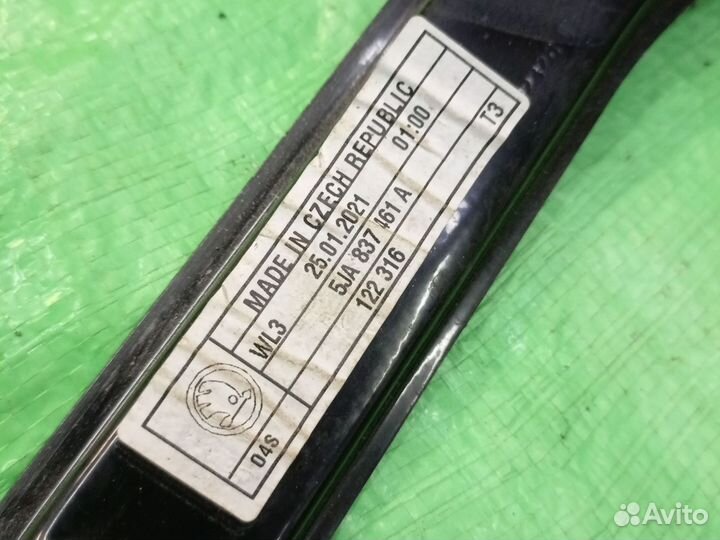 MADE IN CZECH REPUBLIC
WL3 25.01.2021 01:00
5JA 837 461 A
04S 122 316 T3
Avito